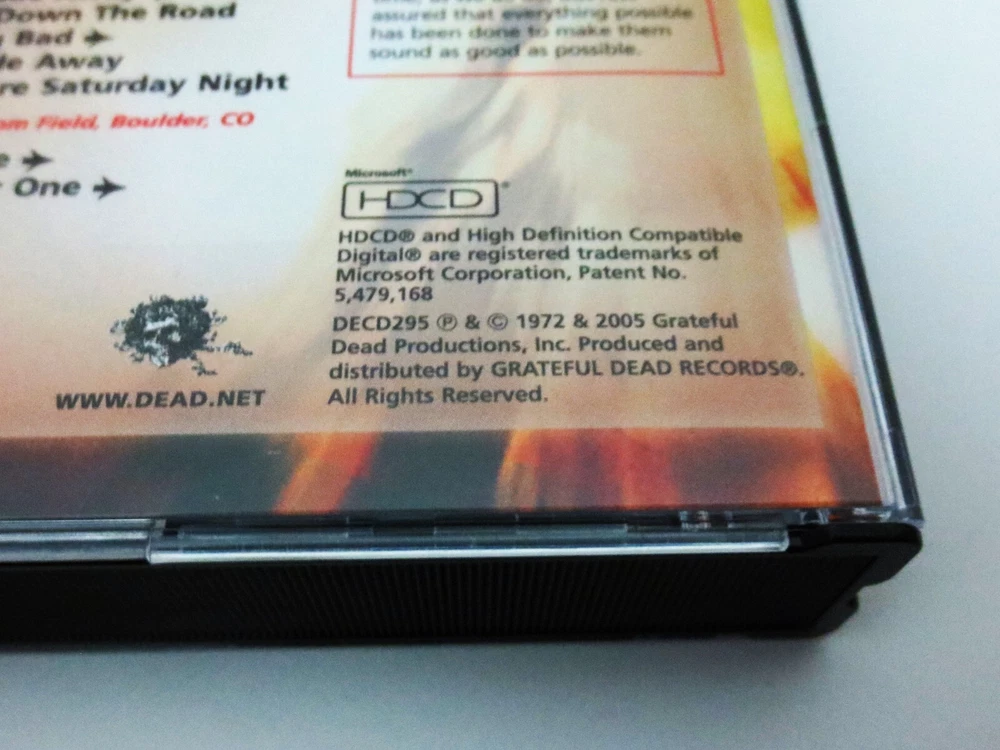 Down The Road
Bad →
Away
Saturday Night
Field, Boulder, CO
→
One →
assured that everything possible
has been done to make them
sound as good as possible.
Microsoft®
HDCD®
HDCD® and High Definition Compatible
Digital® are registered trademarks of
Microsoft Corporation, Patent No.
5,479,168
DECD295 ℗ & © 1972 & 2005 Grateful
Dead Productions, Inc. Produced and
distributed by GRATEFUL DEAD RECORDS®.
All Rights Reserved.
WWW.DEAD.NET